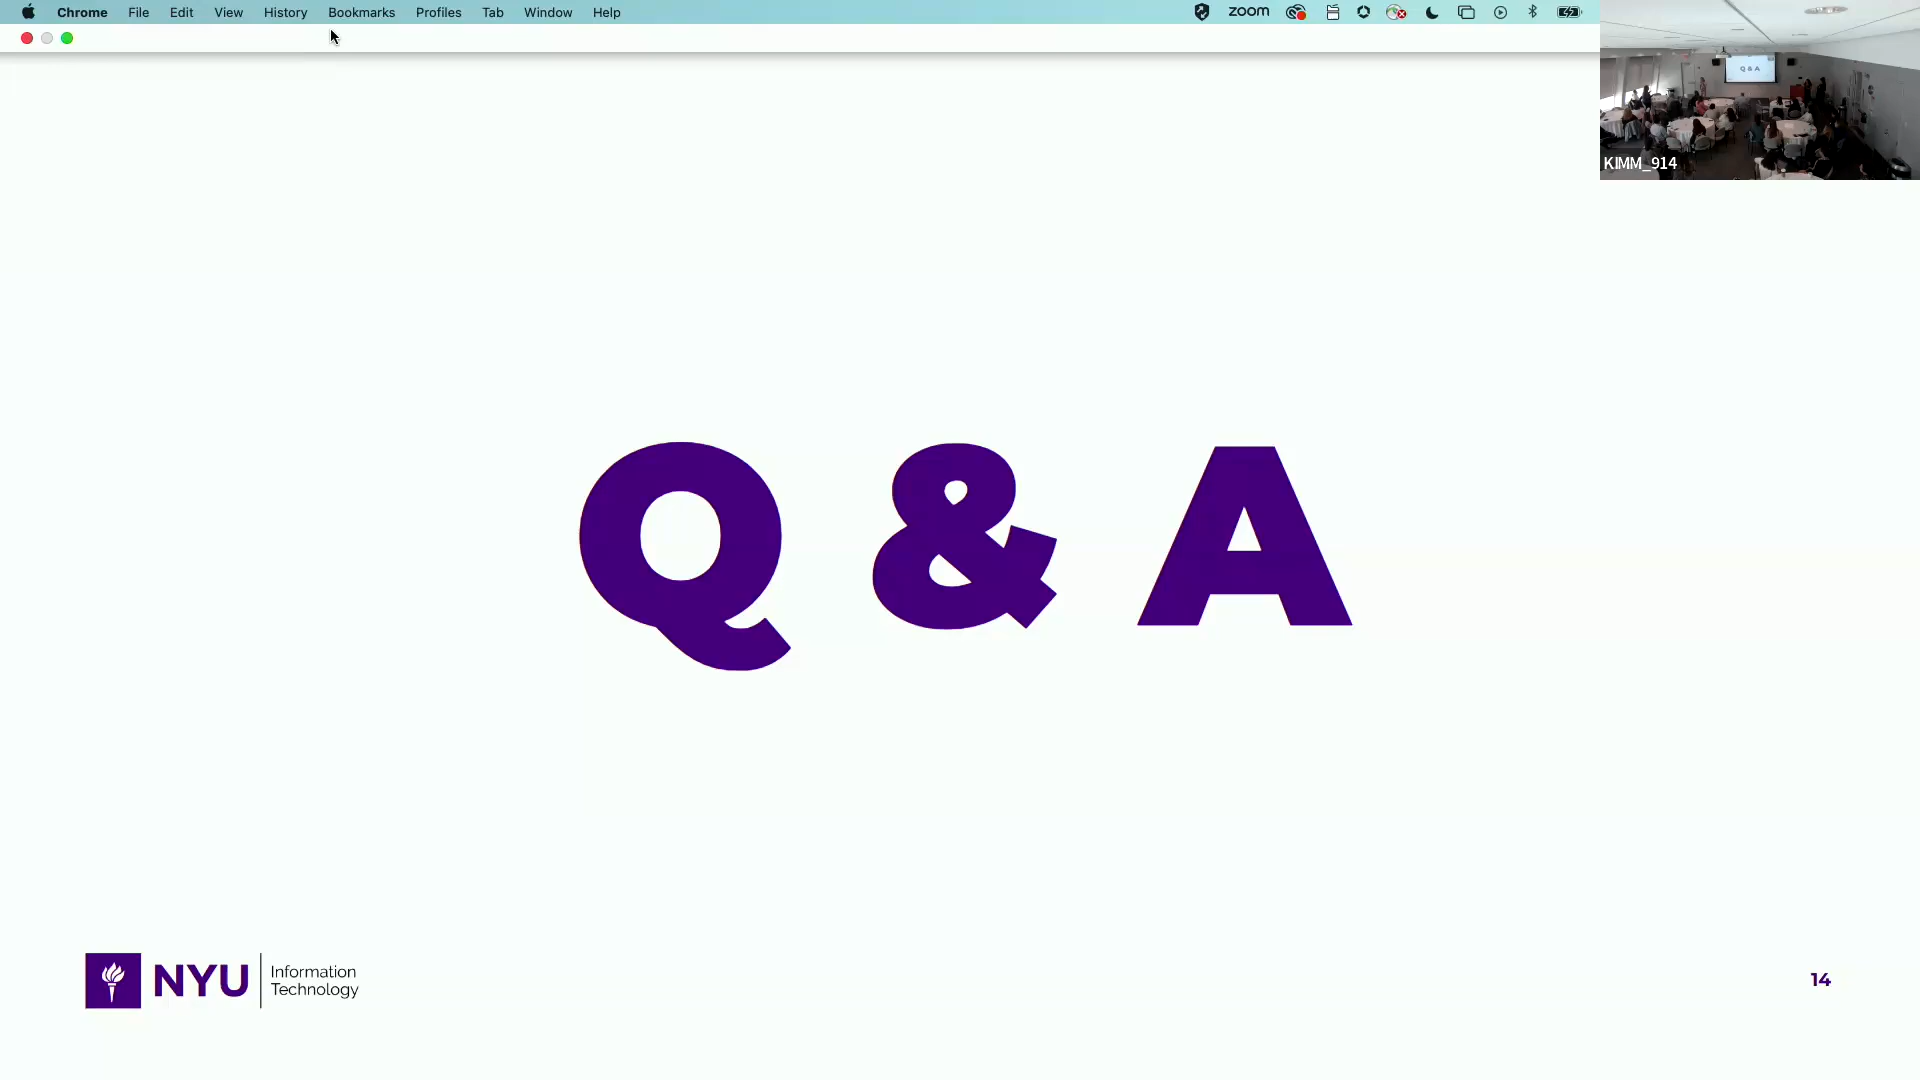 Chrome File Edit View History Bookmarks Profiles Tab Window Help zoom
Q & A
KIMM_914
Q & A
NYU Information Technology
14